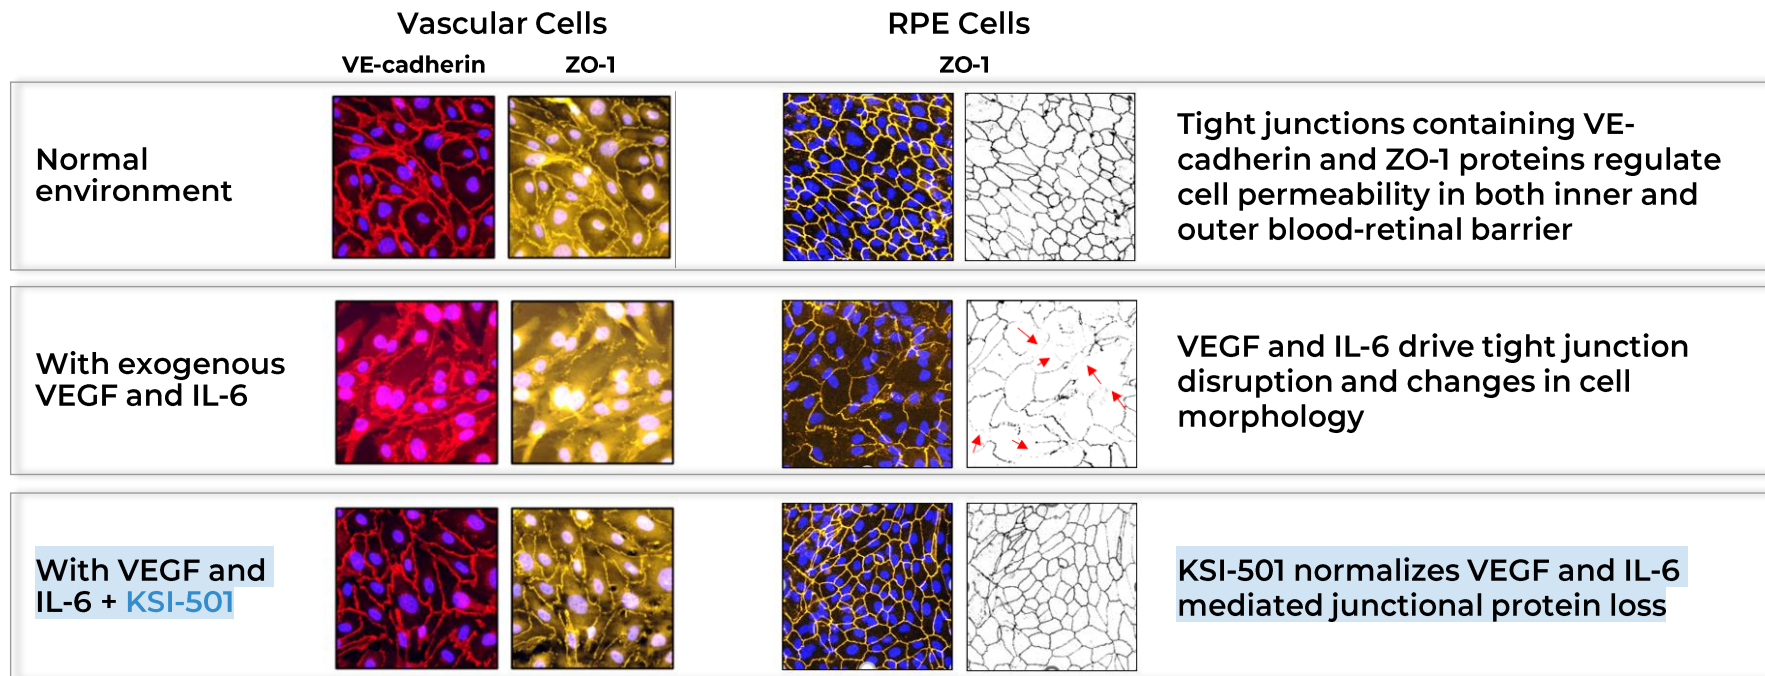 Vascular Cells
RPE Cells
VE-cadherin
ZO-1
ZO-1
Normal
environment
Tight junctions containing VE-
cadherin and ZO-1 proteins regulate
cell permeability in both inner and
outer blood-retinal barrier
With exogenous
VEGF and IL-6
VEGF and IL-6 drive tight junction
disruption and changes in cell
morphology
With VEGF and
IL-6 + KSI-501
KSI-501 normalizes VEGF and IL-6
mediated junctional protein loss